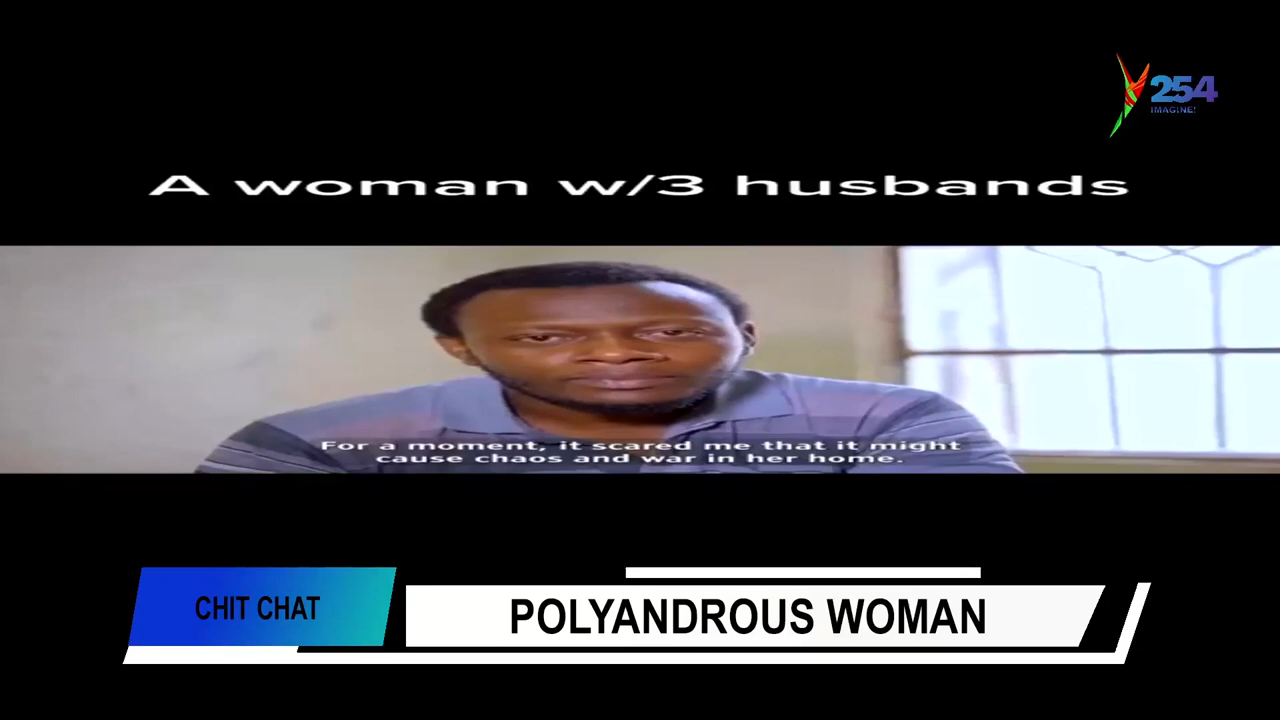 254
IMAGINE!
A woman w/3 husbands
For a moment, it scared me that it might
cause chaos and war in her home.
CHIT CHAT
POLYANDROUS WOMAN